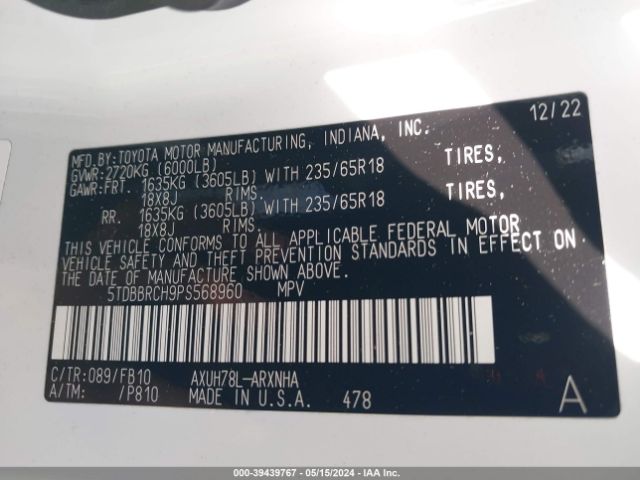 12/22
MFD.BY:TOYOTA MOTOR MANUFACTURING, INDIANA, INC.
GVWR:2720KG (6000LB)
GAWR:FRT. 1635KG (3605LB) WITH 235/65R18 TIRES,
18X8J RIMS.
RR. 1635KG (3605LB) WITH 235/65R18 TIRES,
18X8J RIMS.
THIS VEHICLE CONFORMS TO ALL APPLICABLE FEDERAL MOTOR
VEHICLE SAFETY AND THEFT PREVENTION STANDARDS IN EFFECT ON
THE DATE OF MANUFACTURE SHOWN ABOVE.
5TDBBRCH9PS568960 MPV
C/TR:089/FB10 AXUH78L-ARXNHA
A/TM: /P810 MADE IN U.S.A. 478 A
000-39439767 - 05/15/2024 - IAA Inc.